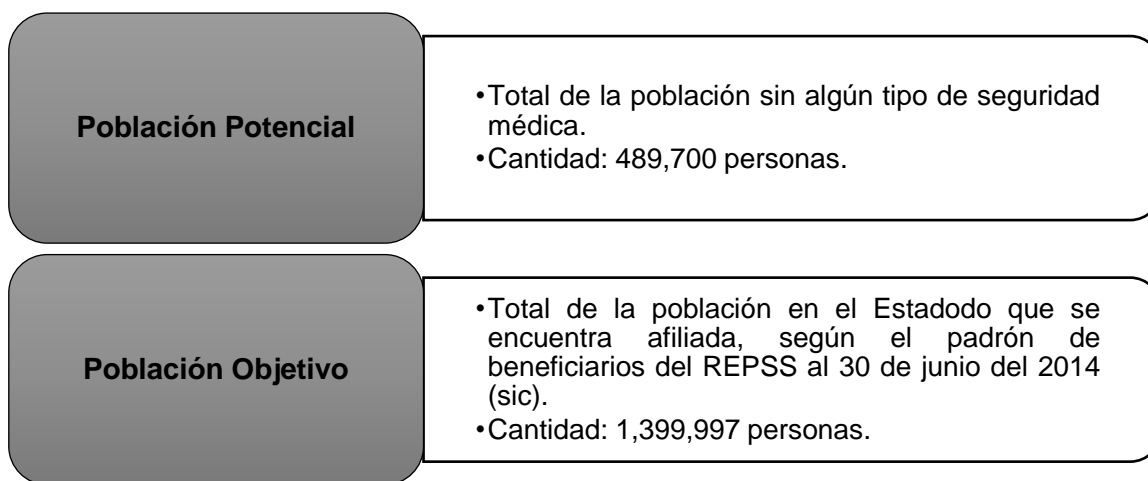 Población Potencial
•Total de la población sin algún tipo de seguridad
médica.
•Cantidad: 489,700 personas.
Población Objetivo
•Total de la población en el Estadodo que se
encuentra afiliada, según el padrón de
beneficiarios del REPSS al 30 de junio del 2014
(sic).
•Cantidad: 1,399,997 personas.